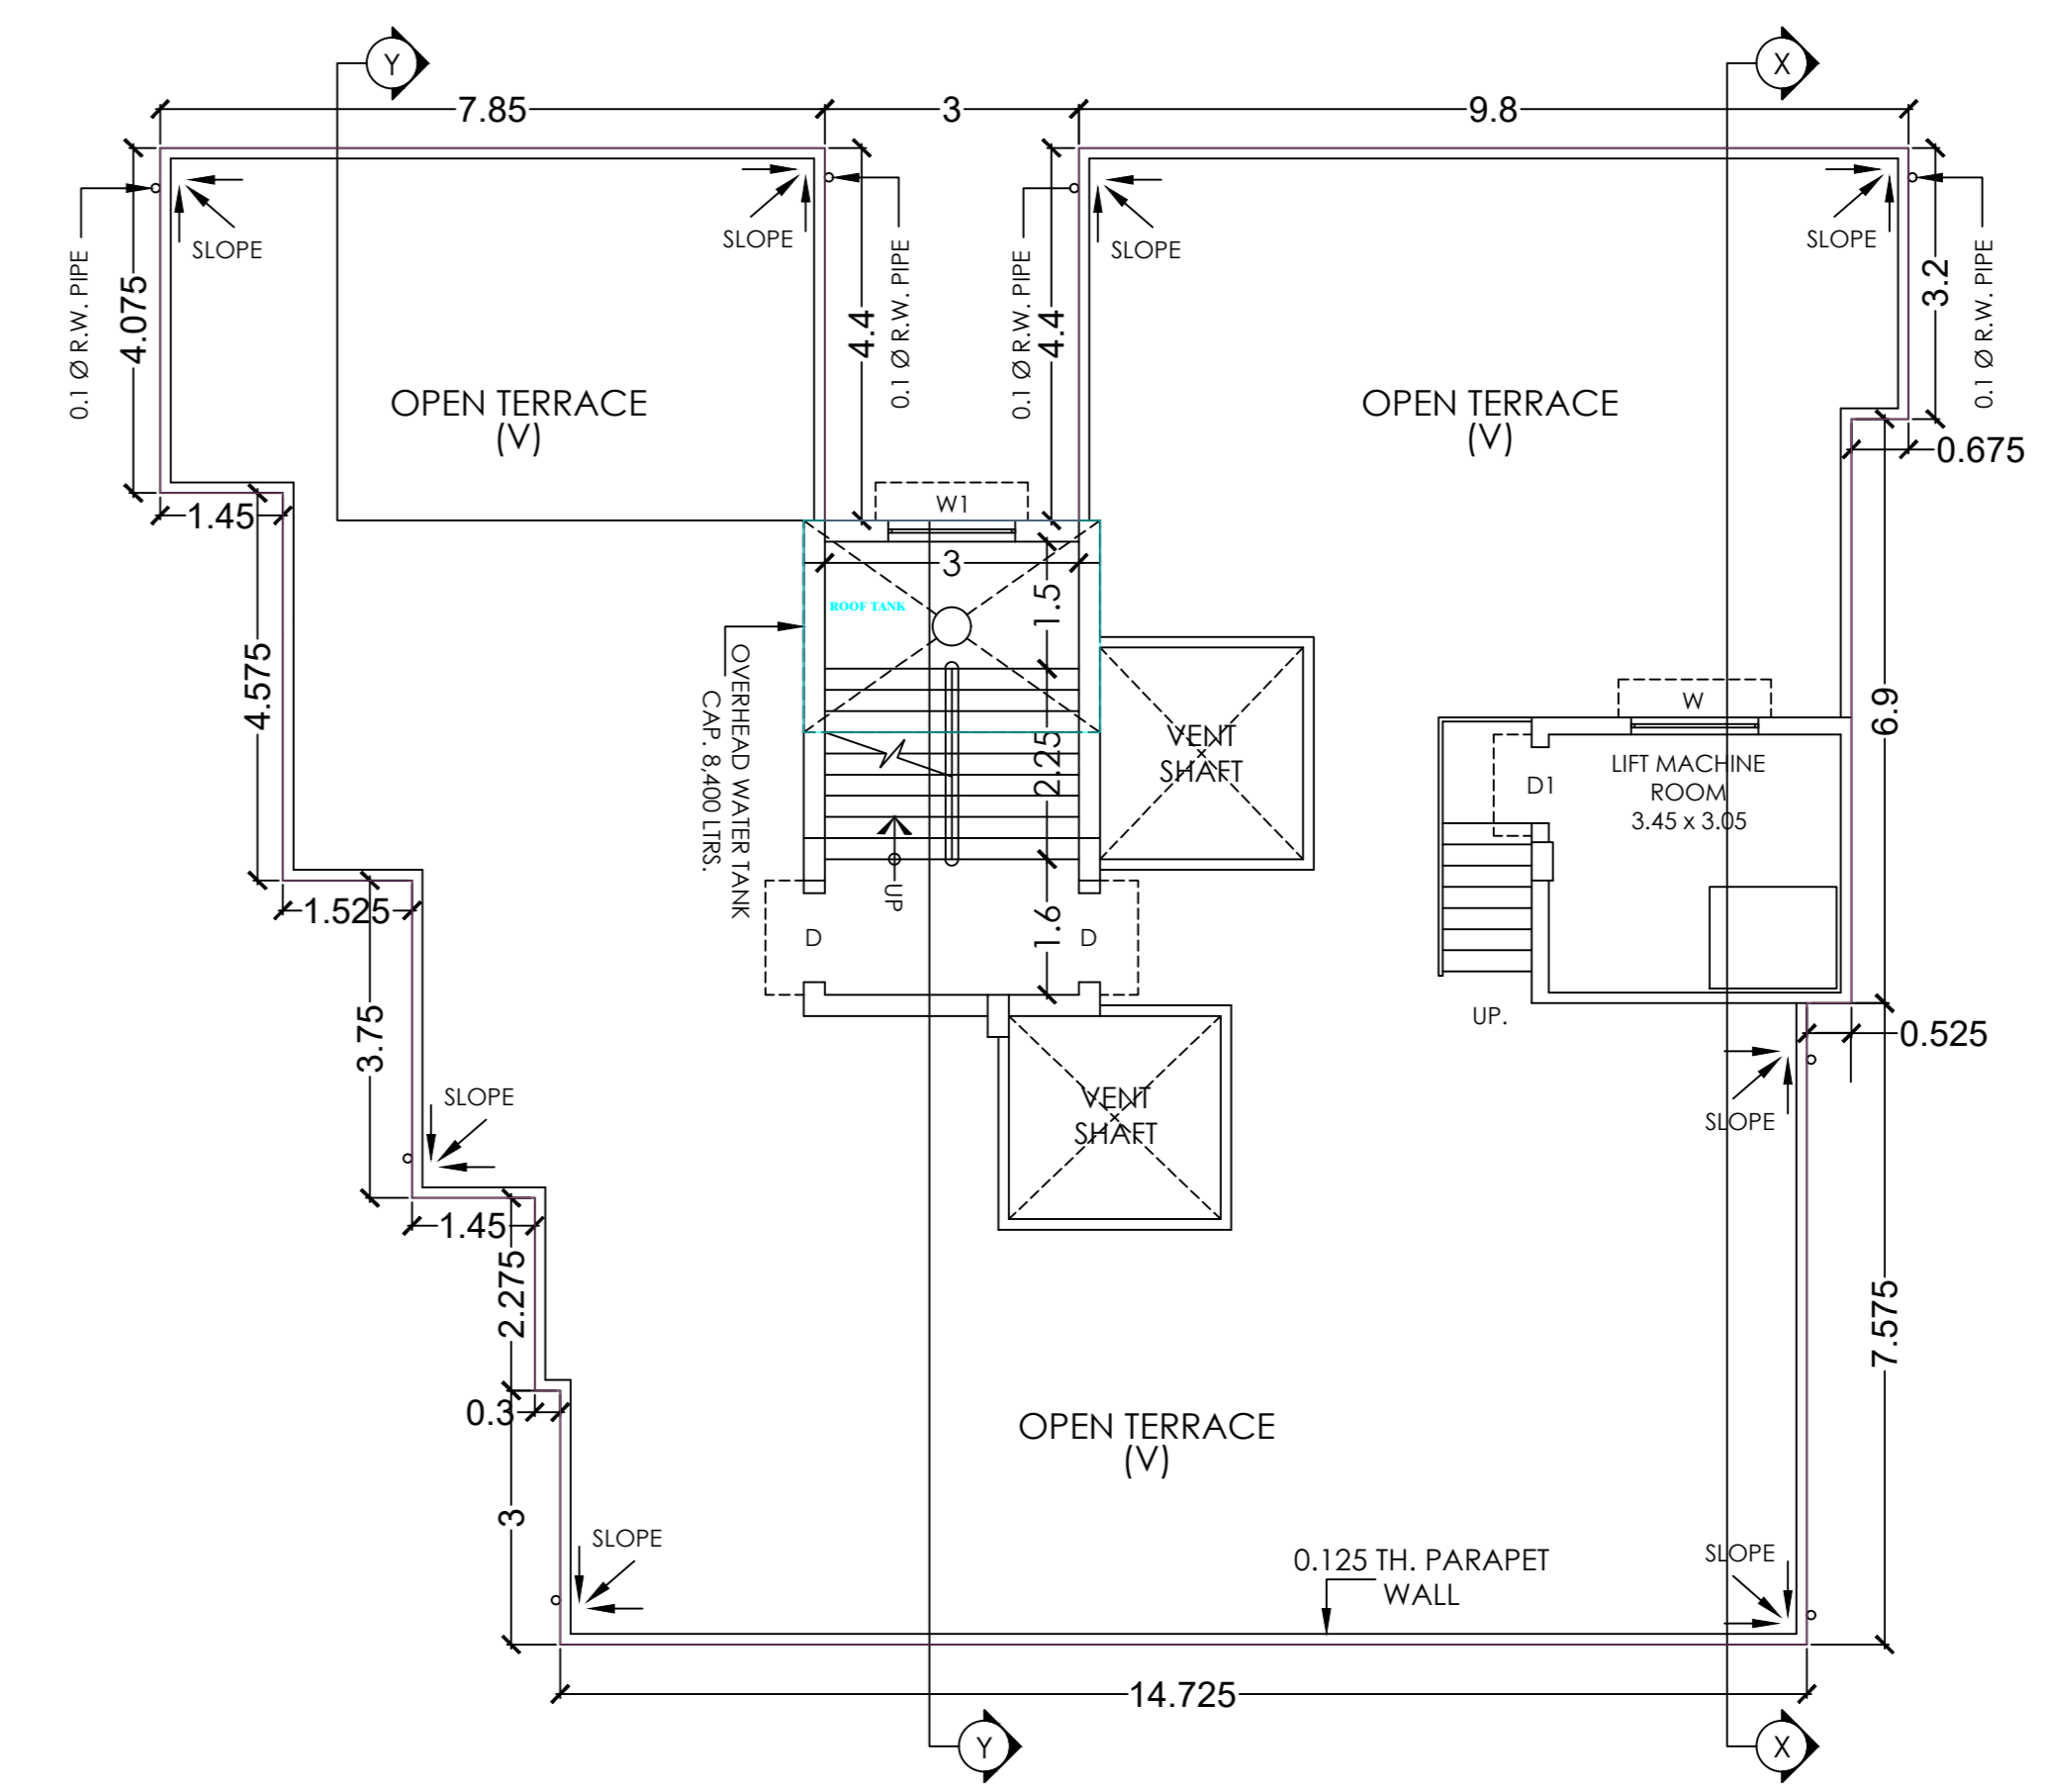 Y
X
7.85
3
9.8
SLOPE
SLOPE
SLOPE
SLOPE
0.1 Ø R.W. PIPE
4.075
4.4
0.1 Ø R.W. PIPE
0.1 Ø R.W. PIPE
4.4
3.2
0.1 Ø R.W. PIPE
OPEN TERRACE
(V)
OPEN TERRACE
(V)
0.675
1.45
W1
3
1.5
ROOF TANK
OVERHEAD WATER TANK
CAP. 8,400 LTRS.
4.575
2.25
VENT
SHAFT
W
6.9
LIFT MACHINE
ROOM
3.45 x 3.05
D1
UP
1.525
D
D
1.6
UP.
0.525
3.75
SLOPE
VENT
SHAFT
SLOPE
1.45
2.275
7.575
0.3
OPEN TERRACE
(V)
3
SLOPE
0.125 TH. PARAPET
WALL
SLOPE
14.725
Y
X